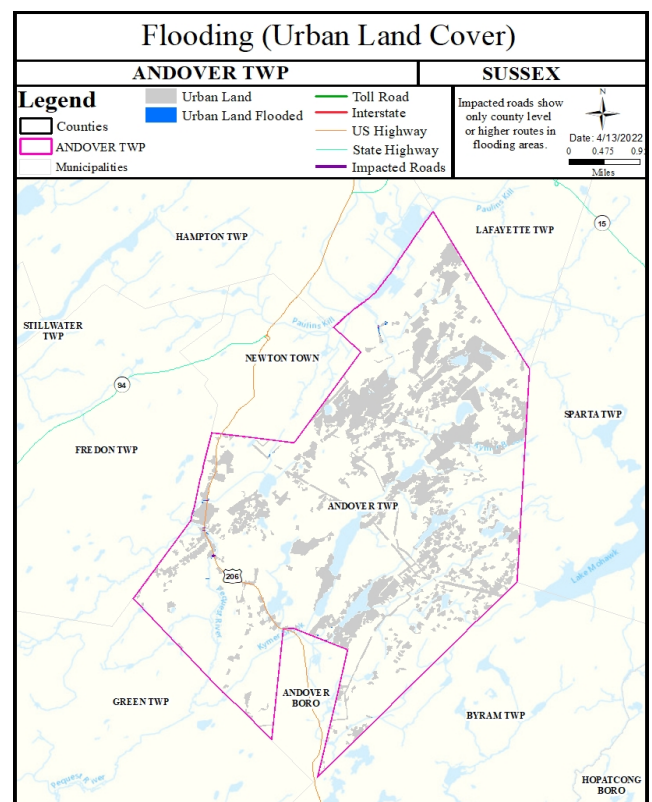 Flooding (Urban Land Cover)
ANDOVER TWP
SUSSEX
Legend
Counties
ANDOVER TWP
Municipalities
Urban Land
Urban Land Flooded
Toll Road
Interstate
US Highway
State Highway
Impacted Roads
Impacted roads show
only county level
or higher routes in
flooding areas.
N
Date: 4/13/2022
0 0.475
Miles
Paulins Kill
LAFAYETTE TWP
15
HAMPTON TWP
STILLWATER
TWP
Paulins
Kill
NEWTON TOWN
94
SPARTA TWP
FREDON TWP
ANDOVER TWP
206
Lake Mohawk
GREEN TWP
ANDOVER
BORO
BYRAM TWP
HOPATCONG
BORO